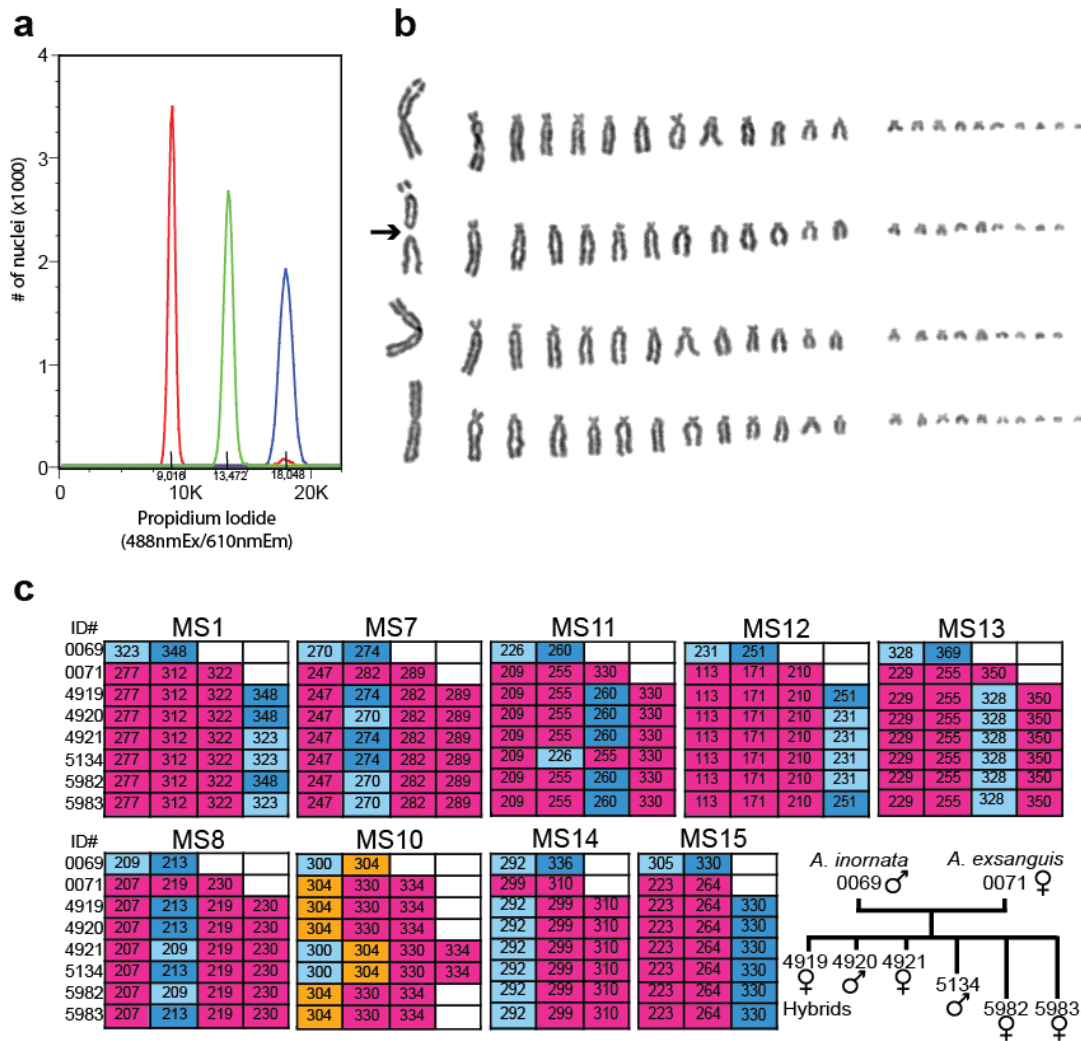 a
b
# of nuclei (x1000)
4
3
2
1
0
9,016 13,472 18,048
0 10K 20K
Propidium Iodide
(488nmEx/610nmEm)
c
ID# MS1 MS7 MS11 MS12 MS13
0069 323 348 270 274 226 260 231 251 328 369
0071 277 312 322 247 282 289 209 255 330 113 171 210 229 255 350
4919 277 312 322 348 247 274 282 289 209 255 260 330 113 171 210 251 229 255 328 350
4920 277 312 322 348 247 270 282 289 209 255 260 330 113 171 210 231 229 255 328 350
4921 277 312 322 323 247 274 282 289 209 255 260 330 113 171 210 231 229 255 328 350
5134 277 312 322 323 247 274 282 289 209 226 255 330 113 171 210 231 229 255 328 350
5982 277 312 322 348 247 270 282 289 209 255 260 330 113 171 210 231 229 255 328 350
5983 277 312 322 323 247 270 282 289 209 255 260 330 113 171 210 251 229 255 328 350
ID# MS8 MS10 MS14 MS15
0069 209 213 300 304 292 336 305 330
0071 207 219 230 304 330 334 299 310 223 264
4919 207 213 219 230 304 330 334 292 299 310 223 264 330
4920 207 213 219 230 304 330 334 292 299 310 223 264 330
4921 207 209 219 230 300 304 330 334 292 299 310 223 264 330
5134 207 213 219 230 300 304 330 334 292 299 310 223 264 330
5982 207 209 219 230 304 330 334 292 299 310 223 264 330
5983 207 213 219 230 304 330 334 292 299 310 223 264 330
A. inornata A. exsanguis
0069 ♂ 0071 ♀
4919 4920 4921
♀ ♂ ♀
5134
♂
Hybrids
5982 5983
♀ ♀